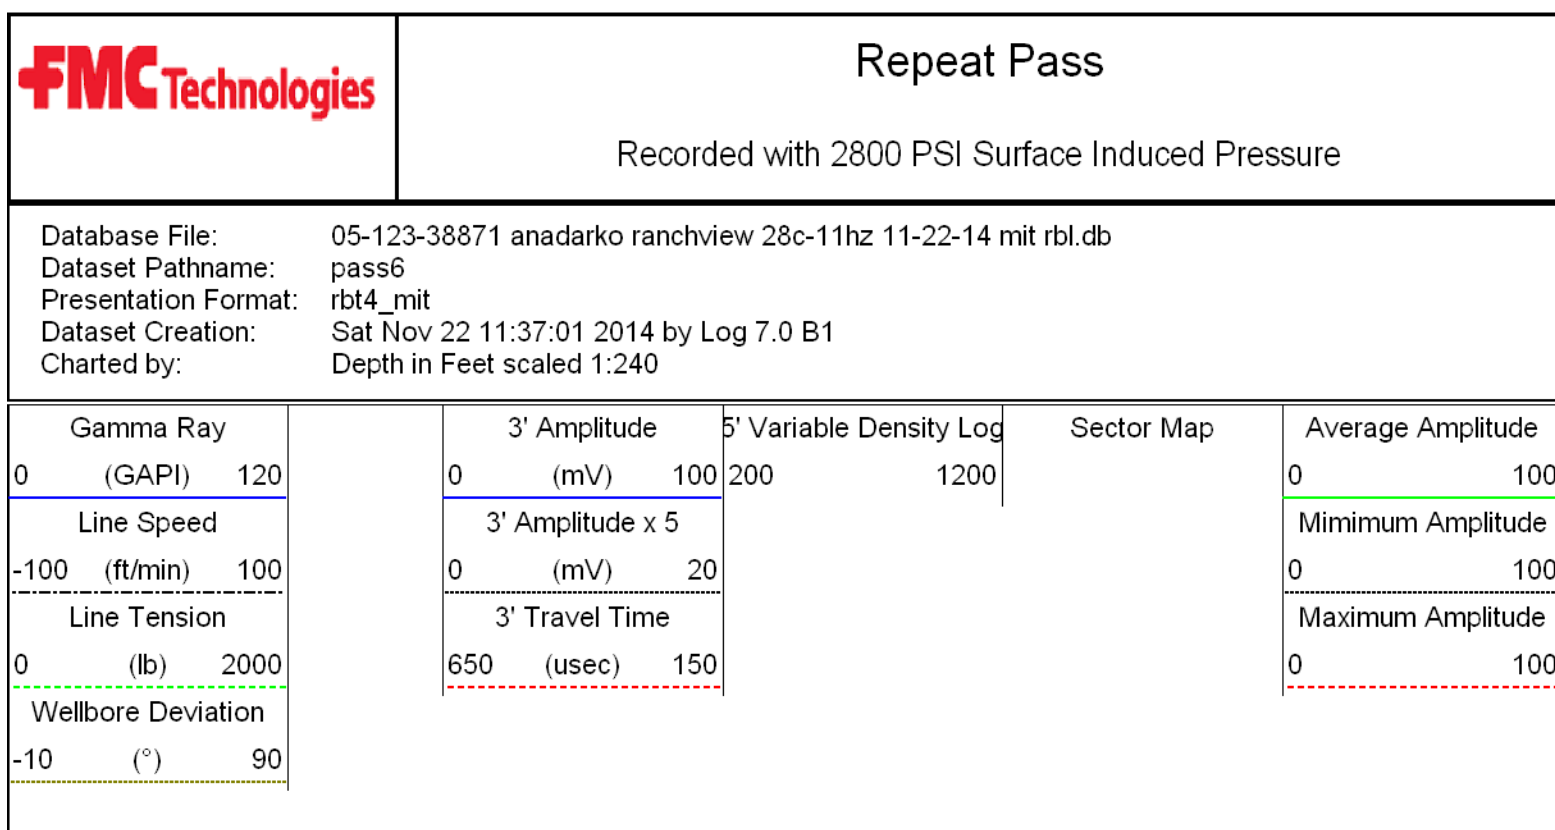 FMC Technologies
Repeat Pass
Recorded with 2800 PSI Surface Induced Pressure
Database File: 05-123-38871 anadarko ranchview 28c-11hz 11-22-14 mit rbl.db
Dataset Pathname: pass6
Presentation Format: rbt4_mit
Dataset Creation: Sat Nov 22 11:37:01 2014 by Log 7.0 B1
Charted by: Depth in Feet scaled 1:240
Gamma Ray 3' Amplitude 5' Variable Density Log Sector Map Average Amplitude
0 (GAPI) 120 0 (mV) 100 200 1200 0 100
Line Speed 3' Amplitude x 5 Mimimum Amplitude
-100 (ft/min) 100 0 (mV) 20 0 100
Line Tension 3' Travel Time Maximum Amplitude
0 (lb) 2000 650 (usec) 150 0 100
Wellbore Deviation
-10 (°) 90